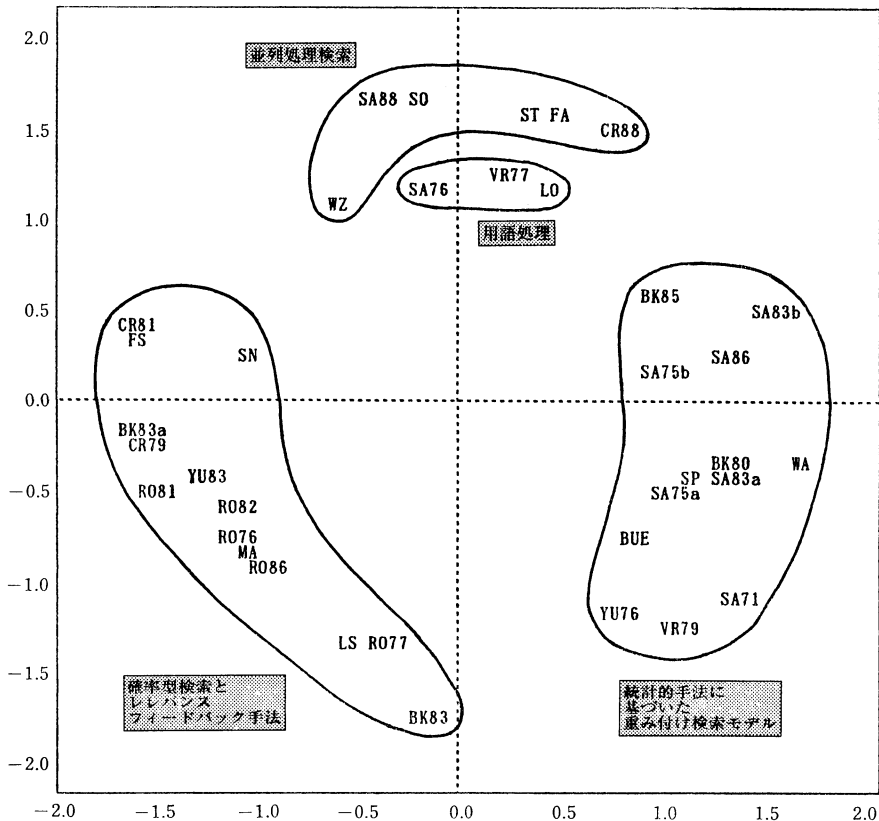 2.0
並列処理検索
SA88 SO
ST FA
1.5
CR88
VR77
SA76
LO
WZ
1.0
用語処理
BK85
0.5
SA83b
CR81
FS
SN
SA86
SA75b
0.0
BK83a
CR79
BK80
WA
YU83
SP
SA83a
-0.5
RO81
SA75a
RO82
RO76
BUE
MA
RO86
-1.0
SA71
YU76
VR79
LS RO77
-1.5
確率型検索と
レレバンス
フィードバック手法
BK83
統計的手法に
基づいた
重み付け検索モデル
-2.0
-2.0 -1.5 -1.0 -0.5 0.0 0.5 1.0 1.5 2.0